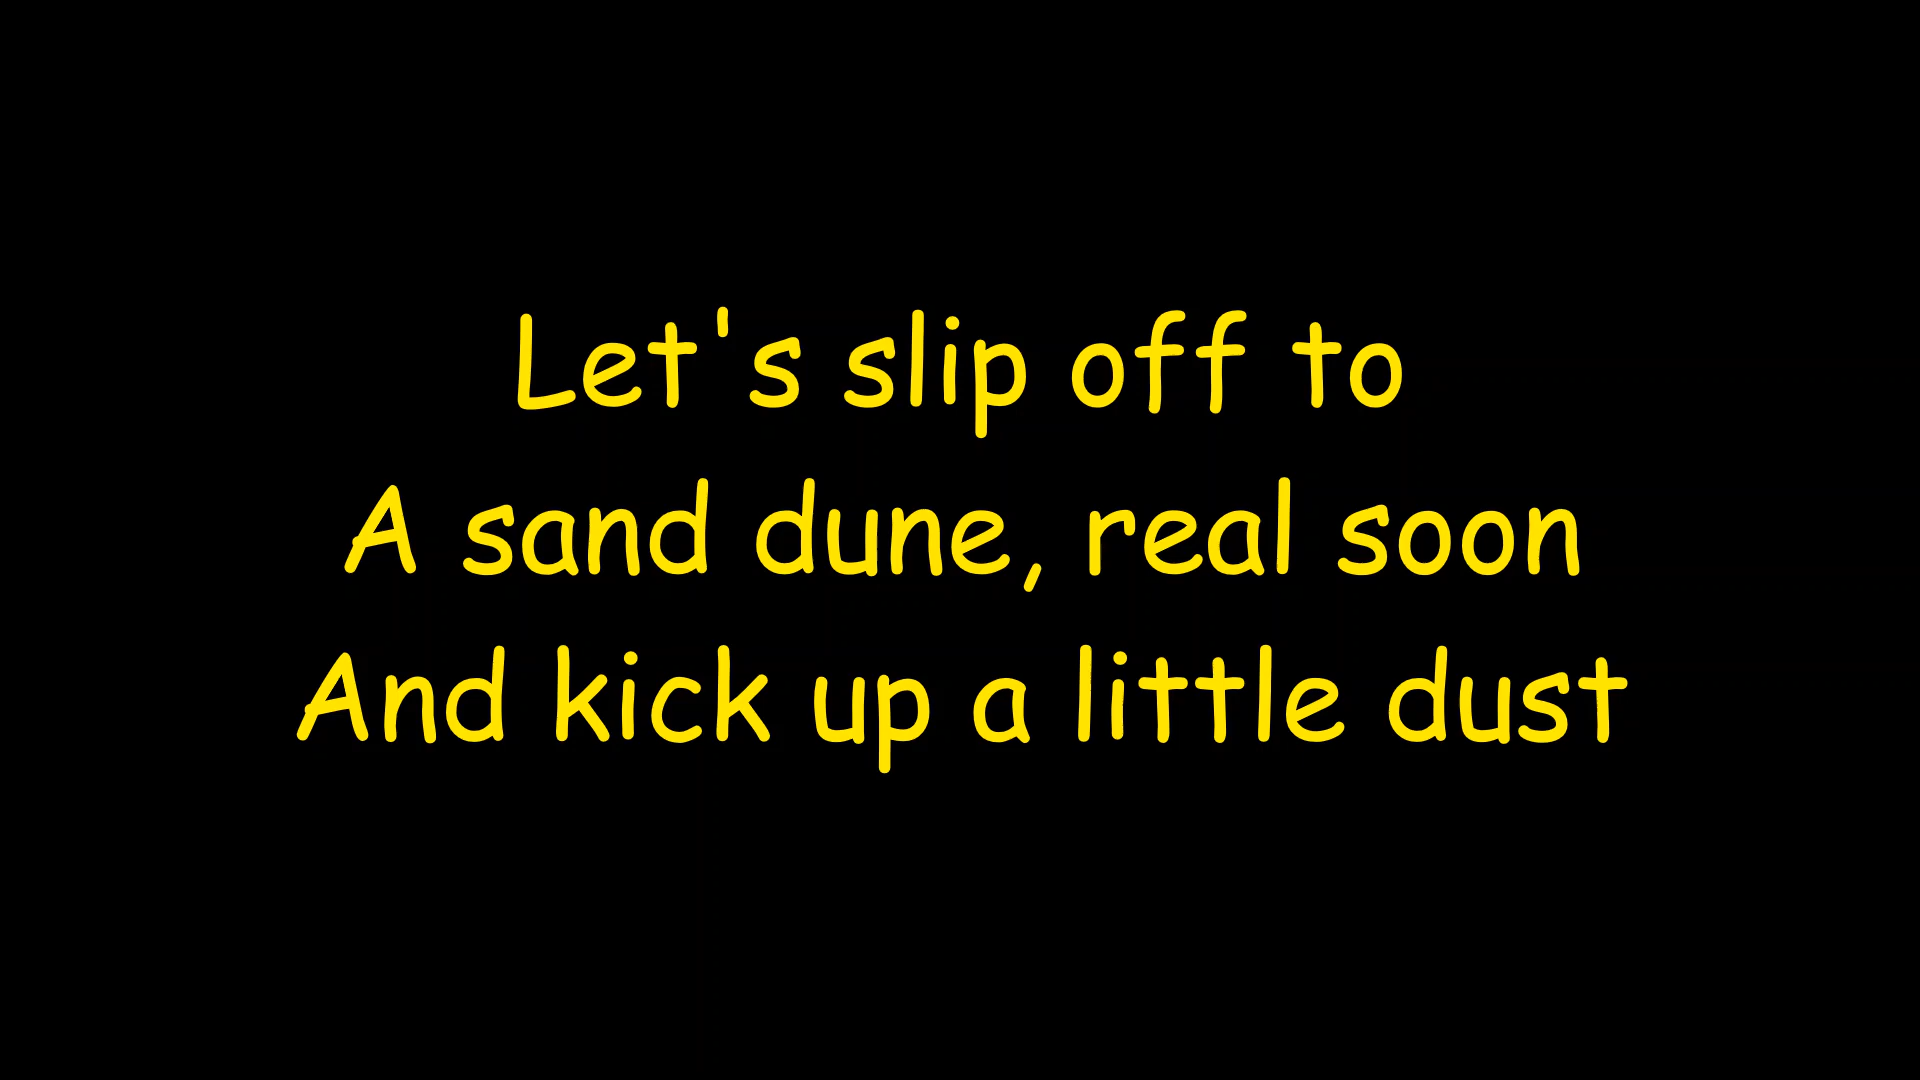 Let's slip off to
A sand dune, real soon
And kick up a little dust